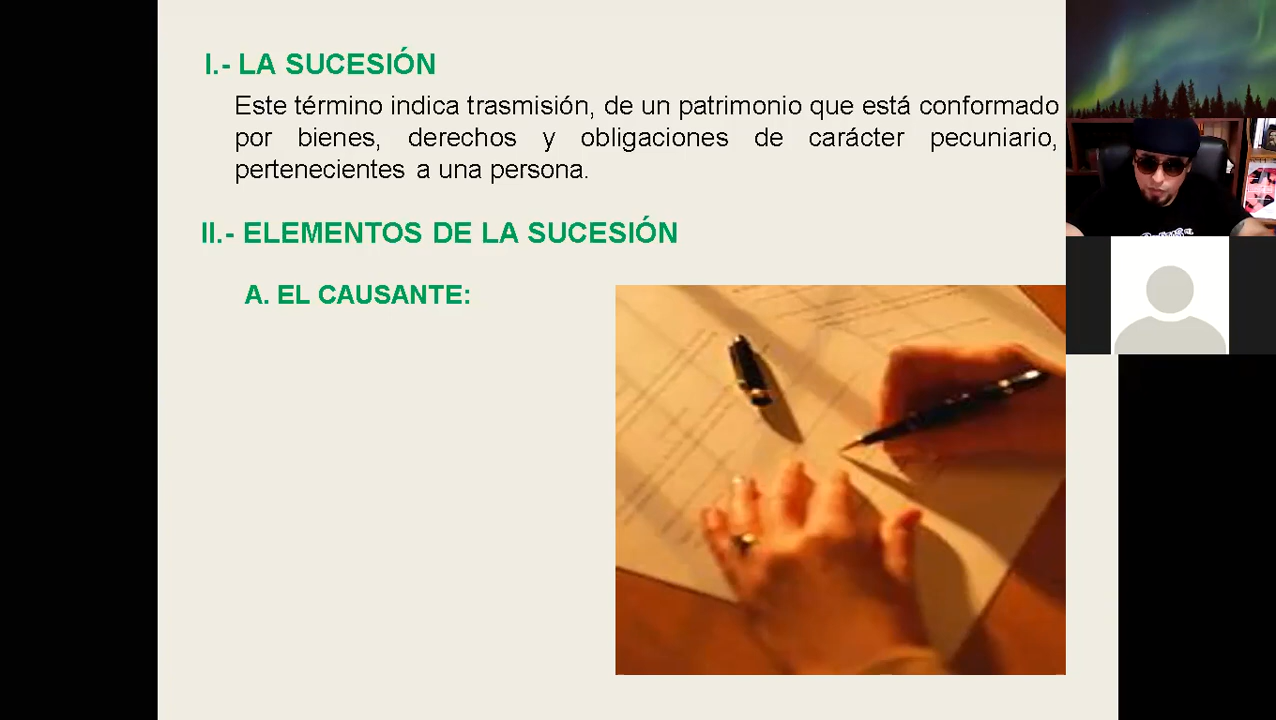 I.- LA SUCESIÓN
Este término indica trasmisión, de un patrimonio que está conformado
por bienes, derechos y obligaciones de carácter pecuniario,
pertenecientes a una persona.
II.- ELEMENTOS DE LA SUCESIÓN
A. EL CAUSANTE: